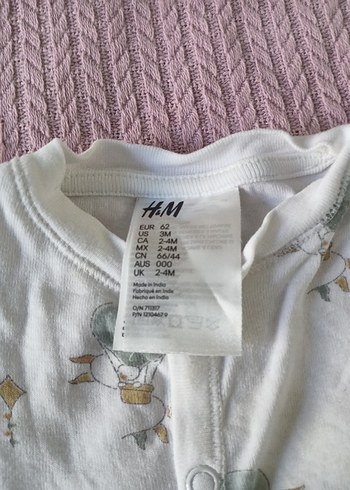 H&M
EUR 62
US 3M
CA 2-4M
MX 2-4M
CN 66/44
AUS 000
UK 2-4M
Made in India
Fabriqué en Inde
Hecho en India
O/N 711317